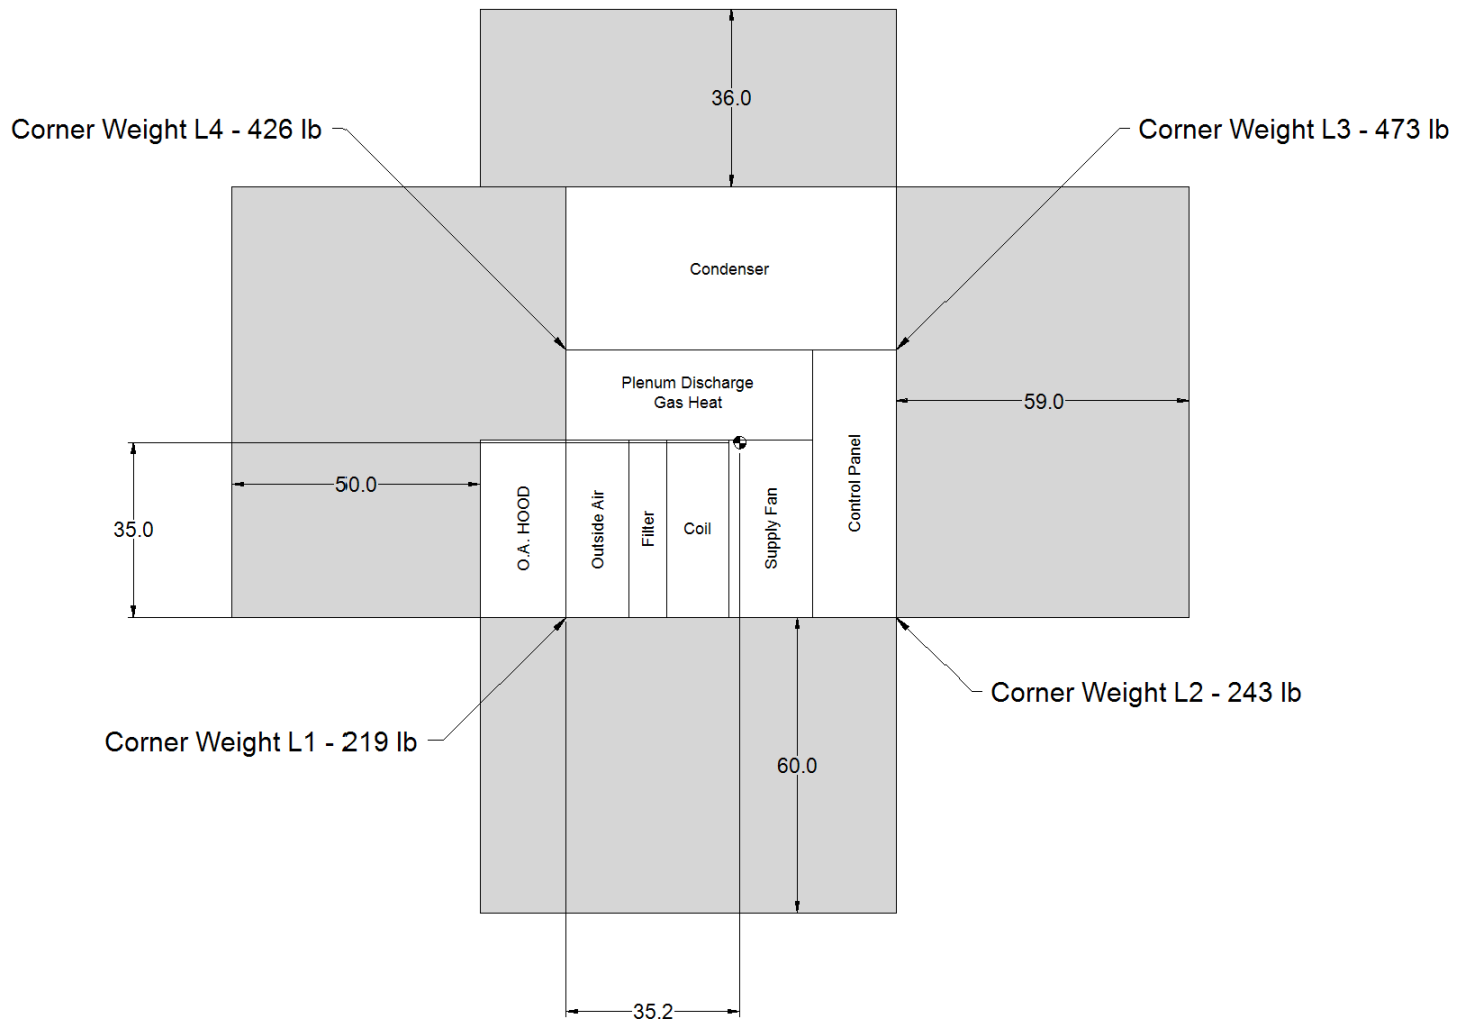 36.0
Corner Weight L4 - 426 lb
Corner Weight L3 - 473 lb
Condenser
Plenum Discharge
Gas Heat
59.0
50.0
35.0
O.A. HOOD
Outside Air
Filter
Coil
Supply Fan
Control Panel
Corner Weight L2 - 243 lb
Corner Weight L1 - 219 lb
60.0
35.2